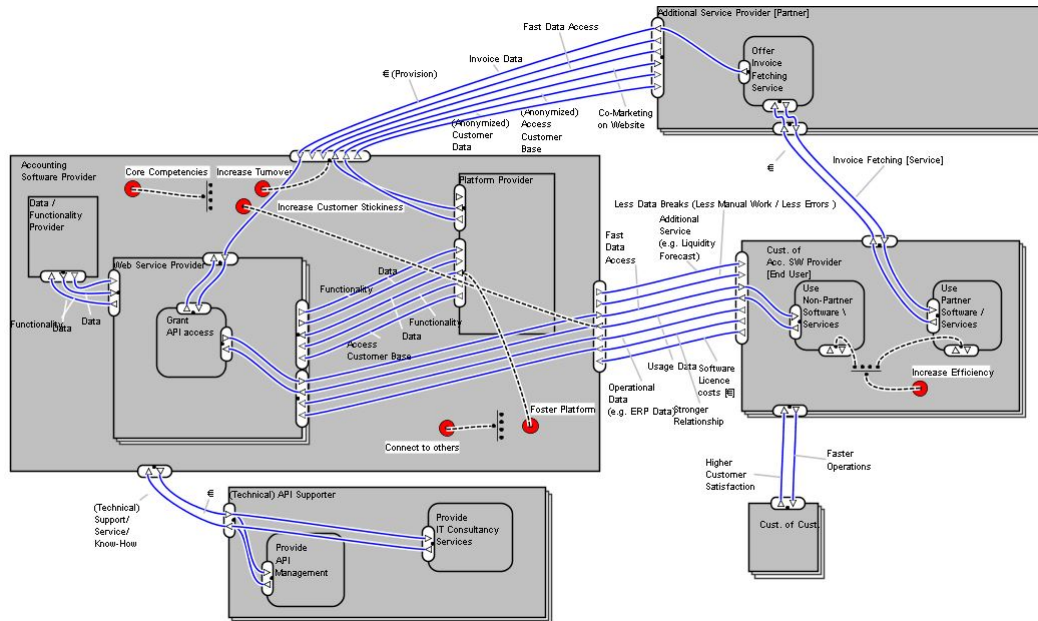 Additional Service Provider [Partner]
Fast Data Access
Invoice Data
€ (Provision)
Offer
Invoice
Fetching
Service
Co-Marketing
on Website
(Anonymized)
Customer
Data
(Anonymized)
Access
Customer
Base
€
Invoice Fetching [Service]
Accounting
Software Provider
Core Competencies
Increase Turnover
Increase Customer Stickiness
Platform Provider
Data /
Functionality
Provider
Web Service Provider
Functionality
Data
Data
Grant
API access
Functionality
Data
Data
Functionality
Access
Customer Base
Less Data Breaks (Less Manual Work / Less Errors )
Additional
Service
(e.g. Liquidity
Forecast)
Fast
Data
Access
Cust. of
Acc. SW Provider
[End User]
Use
Non-Partner
Software \
Services
Use
Partner
Software /
Services
Increase Efficiency
Usage Data
Software
Licence
costs [€]
Operational
Data
(e.g. ERP Data)
Stronger
Relationship
Foster Platform
Connect to others
Higher
Customer
Satisfaction
Faster
Operations
Cust. of Cust.
(Technical)
Support/
Service/
Know-How
€
(Technical) API Supporter
Provide
IT Consultancy
Services
Provide
API
Management